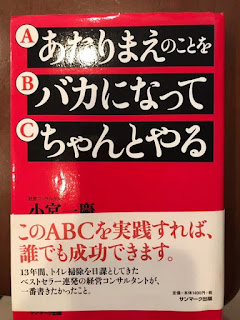 A あたりまえのことを
B バカになって
C ちゃんとやる
小宮一慶
このABCを実践すれば、
誰でも成功できます。
13年間、トイレ掃除を日課としてきた
ベストセラー連発の経営コンサルタントが、
一番書きたかったこと。
サンマーク出版